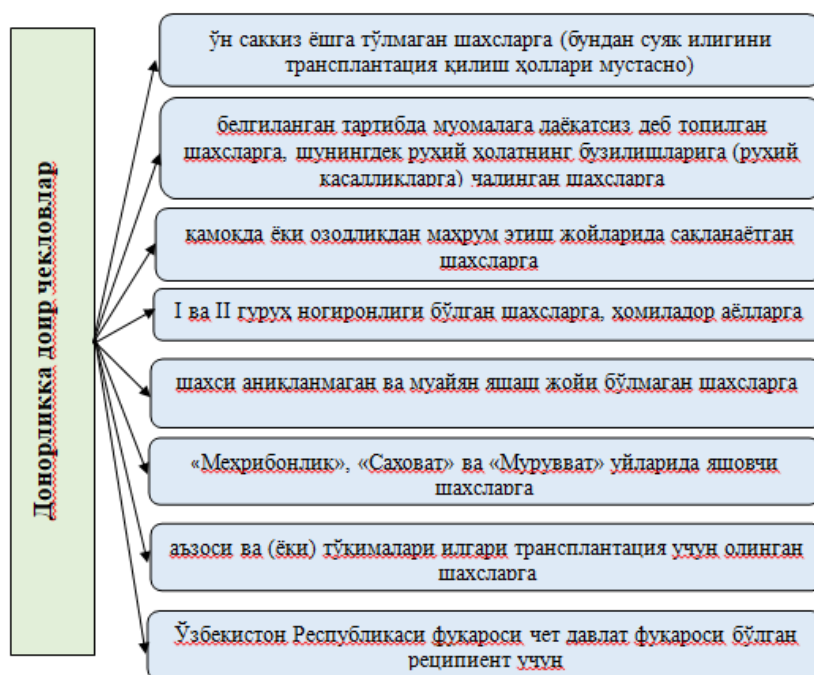 Донорликка доир чекловлар
ўн саккиз ёшга тўлмаган шахсларга (бундан суяк илигини
трансплантация қилиш ҳоллари мустасно)
белгиланган тартибда муомалага лаёқатсиз деб топилган
шахсларга, шунингдек руҳий ҳолатнинг бузилишларига (руҳий
касалликларга) чалинган шахсларга
қамоқда ёки озодликдан маҳрум этиш жойларида сақланаётган
шахсларга
I ва II гуруҳ ногиронлиги бўлган шахсларга, ҳомиладор аёлларга
шахси аниқланмаган ва муайян яшаш жойи бўлмаган шахсларга
«Меҳрибонлик», «Саховат» ва «Мурувват» уйларида яшовчи
шахсларга
аъзоси ва (ёки) тўқималари илгари трансплантация учун олинган
шахсларга
Ўзбекистон Республикаси фуқароси чет давлат фуқароси бўлган
реципиент учун